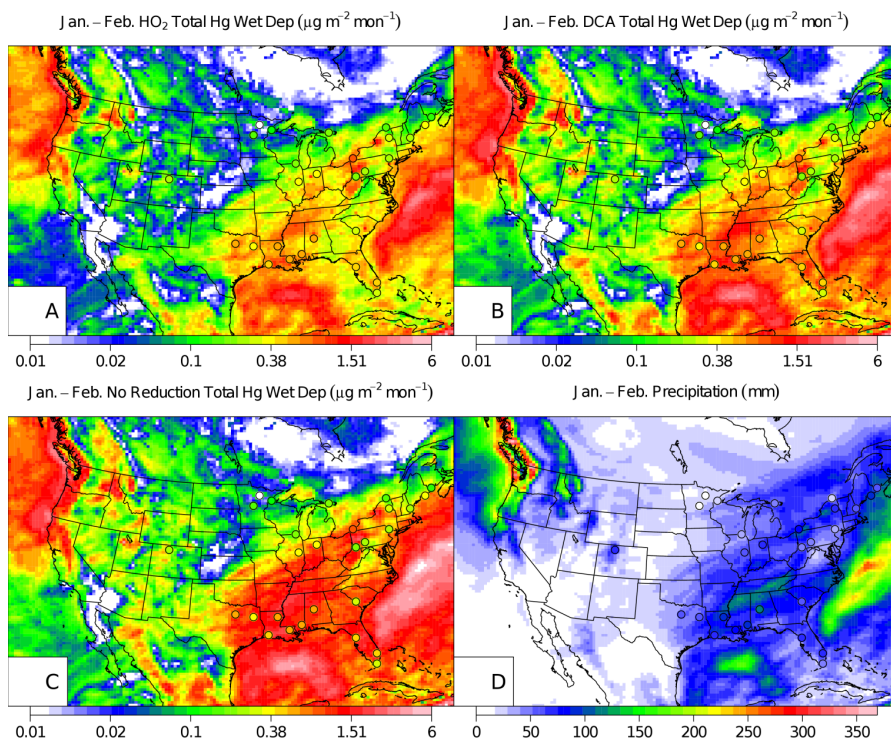 Jan. – Feb. HO₂ Total Hg Wet Dep (μg m⁻² mon⁻¹)
Jan. – Feb. DCA Total Hg Wet Dep (μg m⁻² mon⁻¹)
A
B
0.01 0.02 0.1 0.38 1.51 6
0.01 0.02 0.1 0.38 1.51 6
Jan. – Feb. No Reduction Total Hg Wet Dep (μg m⁻² mon⁻¹)
Jan. – Feb. Precipitation (mm)
C
D
0.01 0.02 0.1 0.38 1.51 6
0 50 100 150 200 250 300 350